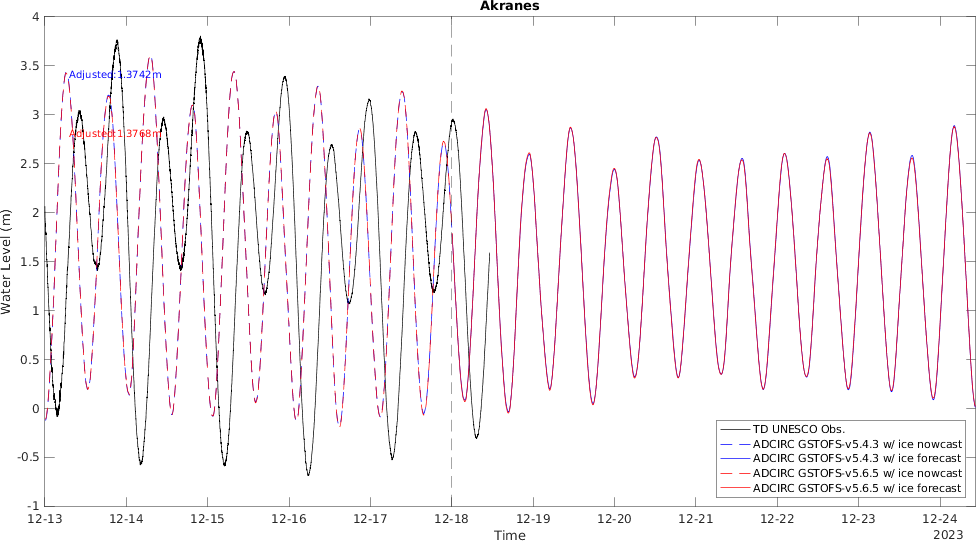 Akranes
4
3.5
3
2.5
2
1.5
1
0.5
0
-0.5
-1
Water Level (m)
Adjusted:1.3742m
Adjusted:1.3768m
TD UNESCO Obs.
ADCIRC GSTOFS-v5.4.3 w/ ice nowcast
ADCIRC GSTOFS-v5.4.3 w/ ice forecast
ADCIRC GSTOFS-v5.6.5 w/ ice nowcast
ADCIRC GSTOFS-v5.6.5 w/ ice forecast
12-13 12-14 12-15 12-16 12-17 12-18 12-19 12-20 12-21 12-22 12-23 12-24
Time
2023